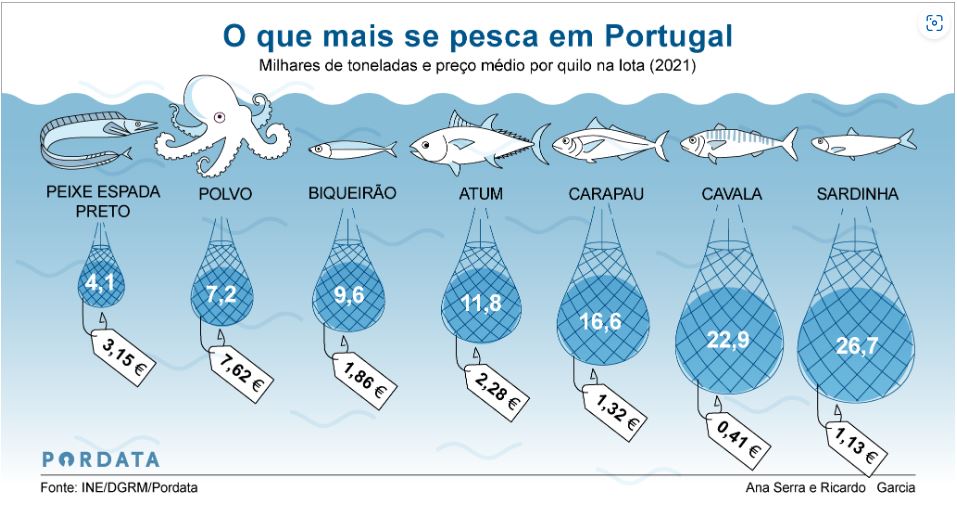 O que mais se pesca em Portugal
Milhares de toneladas e preço médio por quilo na lota (2021)
PEIXE ESPADA
PRETO
POLVO
BIQUEIRÃO
ATUM
CARAPAU
CAVALA
SARDINHA
4,1
7,2
9,6
11,8
16,6
22,9
26,7
3,15 €
7,62 €
1,86 €
2,28 €
1,32 €
0,41 €
1,13 €
PORDATA
Fonte: INE/DGRM/Pordata
Ana Serra e Ricardo Garcia